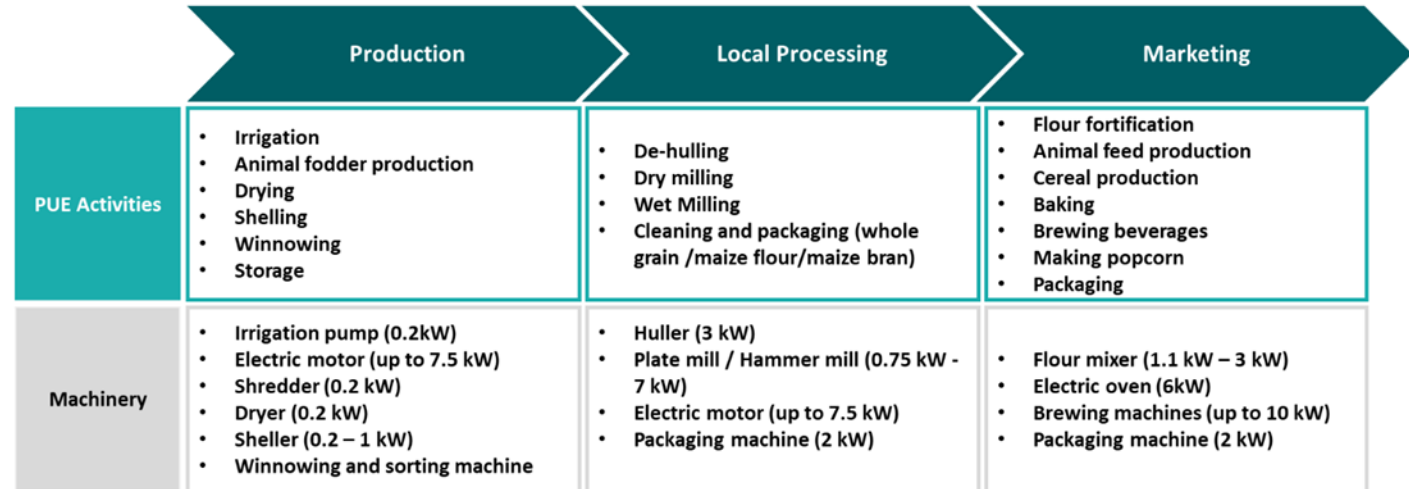 Production
Local Processing
Marketing
PUE Activities
• Irrigation
• Animal fodder production
• Drying
• Shelling
• Winnowing
• Storage
• De-hulling
• Dry milling
• Wet Milling
• Cleaning and packaging (whole
grain /maize flour/maize bran)
• Flour fortification
• Animal feed production
• Cereal production
• Baking
• Brewing beverages
• Making popcorn
• Packaging
Machinery
• Irrigation pump (0.2kW)
• Electric motor (up to 7.5 kW)
• Shredder (0.2 kW)
• Dryer (0.2 kW)
• Sheller (0.2 – 1 kW)
• Winnowing and sorting machine
• Huller (3 kW)
• Plate mill / Hammer mill (0.75 kW -
7 kW)
• Electric motor (up to 7.5 kW)
• Packaging machine (2 kW)
• Flour mixer (1.1 kW – 3 kW)
• Electric oven (6kW)
• Brewing machines (up to 10 kW)
• Packaging machine (2 kW)